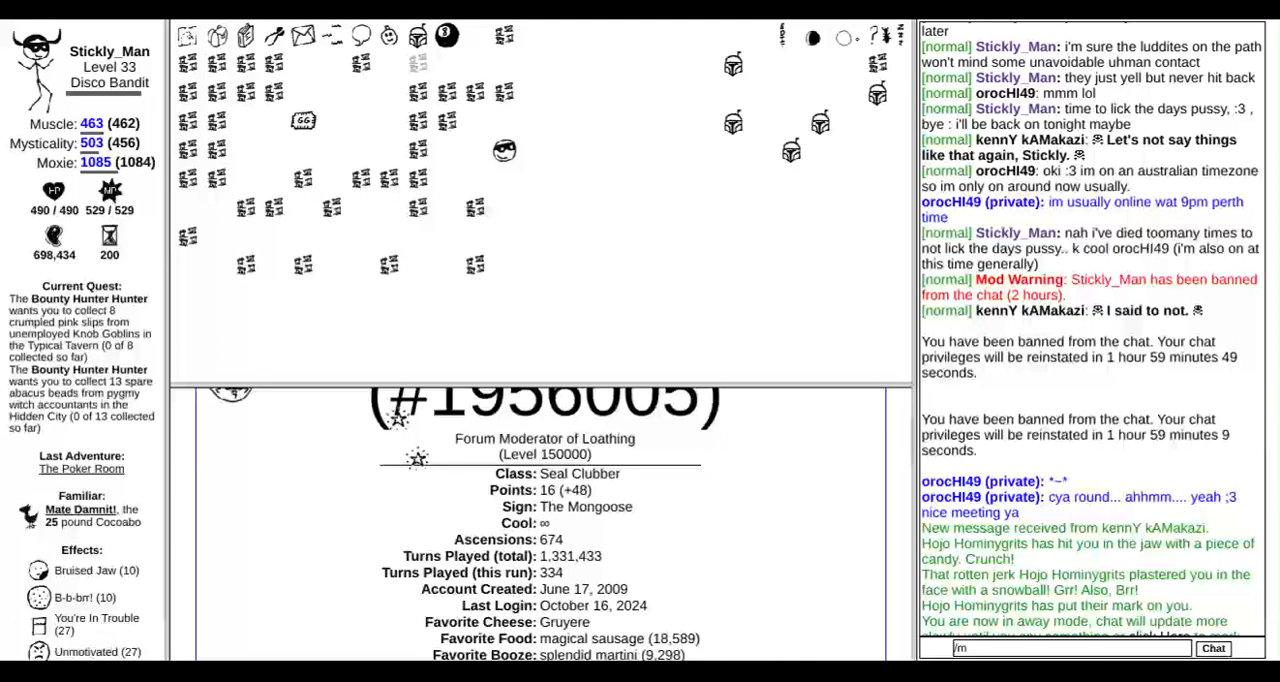 Stickly_Man
Level 33
Disco Bandit
Muscle: 463 (462)
Mysticality: 503 (456)
Moxie: 1085 (1084)
HP
MP
490 / 490
529 / 529
698,434
200
Current Quest:
The Bounty Hunter Hunter
wants you to collect 8
crumpled pink slips from
unemployed Knob Goblins in
the Typical Tavern (0 of 8
collected so far)
The Bounty Hunter Hunter
wants you to collect 13 spare
abacus beads from pygmy
witch accountants in the
Hidden City (0 of 13 collected
so far)
Last Adventure:
The Poker Room
Familiar:
Mate Damnit!, the
25 pound Cocoabo
Effects:
Bruised Jaw (10)
B-b-brr! (10)
You're In Trouble
(27)
Unmotivated (27)
8
66
(#1956005)
Forum Moderator of Loathing
(Level 150000)
Class: Seal Clubber
Points: 16 (+48)
Sign: The Mongoose
Cool: ∞
Ascensions: 674
Turns Played (total): 1,331,433
Turns Played (this run): 334
Account Created: June 17, 2009
Last Login: October 16, 2024
Favorite Cheese: Gruyere
Favorite Food: magical sausage (18,589)
Favorite Booze: splendid martini (9,298)
later
[normal] Stickly_Man: i'm sure the luddites on the path
won't mind some unavoidable uhman contact
[normal] Stickly_Man: they just yell but never hit back
[normal] orocHI49: mmm lol
[normal] Stickly_Man: time to lick the days pussy, :3 ,
bye : i'll be back on tonight maybe
[normal] kennY kAMakazi: ☠ Let's not say things
like that again, Stickly. ☠
[normal] orocHI49: oki :3 im on an australian timezone
so im only on around now usually.
orocHI49 (private): im usually online wat 9pm perth
time
[normal] Stickly_Man: nah i've died toomany times to
not lick the days pussy.. k cool orocHI49 (i'm also on at
this time generally)
[normal] Mod Warning: Stickly_Man has been banned
from the chat (2 hours).
[normal] kennY kAMakazi: ☠ I said to not. ☠
You have been banned from the chat. Your chat
privileges will be reinstated in 1 hour 59 minutes 49
seconds.
You have been banned from the chat. Your chat
privileges will be reinstated in 1 hour 59 minutes 9
seconds.
orocHI49 (private): *~*
orocHI49 (private): cya round... ahhmm.... yeah ;3
nice meeting ya
New message received from kennY kAMakazi.
Hojo Hominygrits has hit you in the jaw with a piece of
candy. Crunch!
That rotten jerk Hojo Hominygrits plastered you in the
face with a snowball! Grr! Also, Brr!
Hojo Hominygrits has put their mark on you.
You are now in away mode, chat will update more
slowly until you say something or click Here to mark
/m
Chat